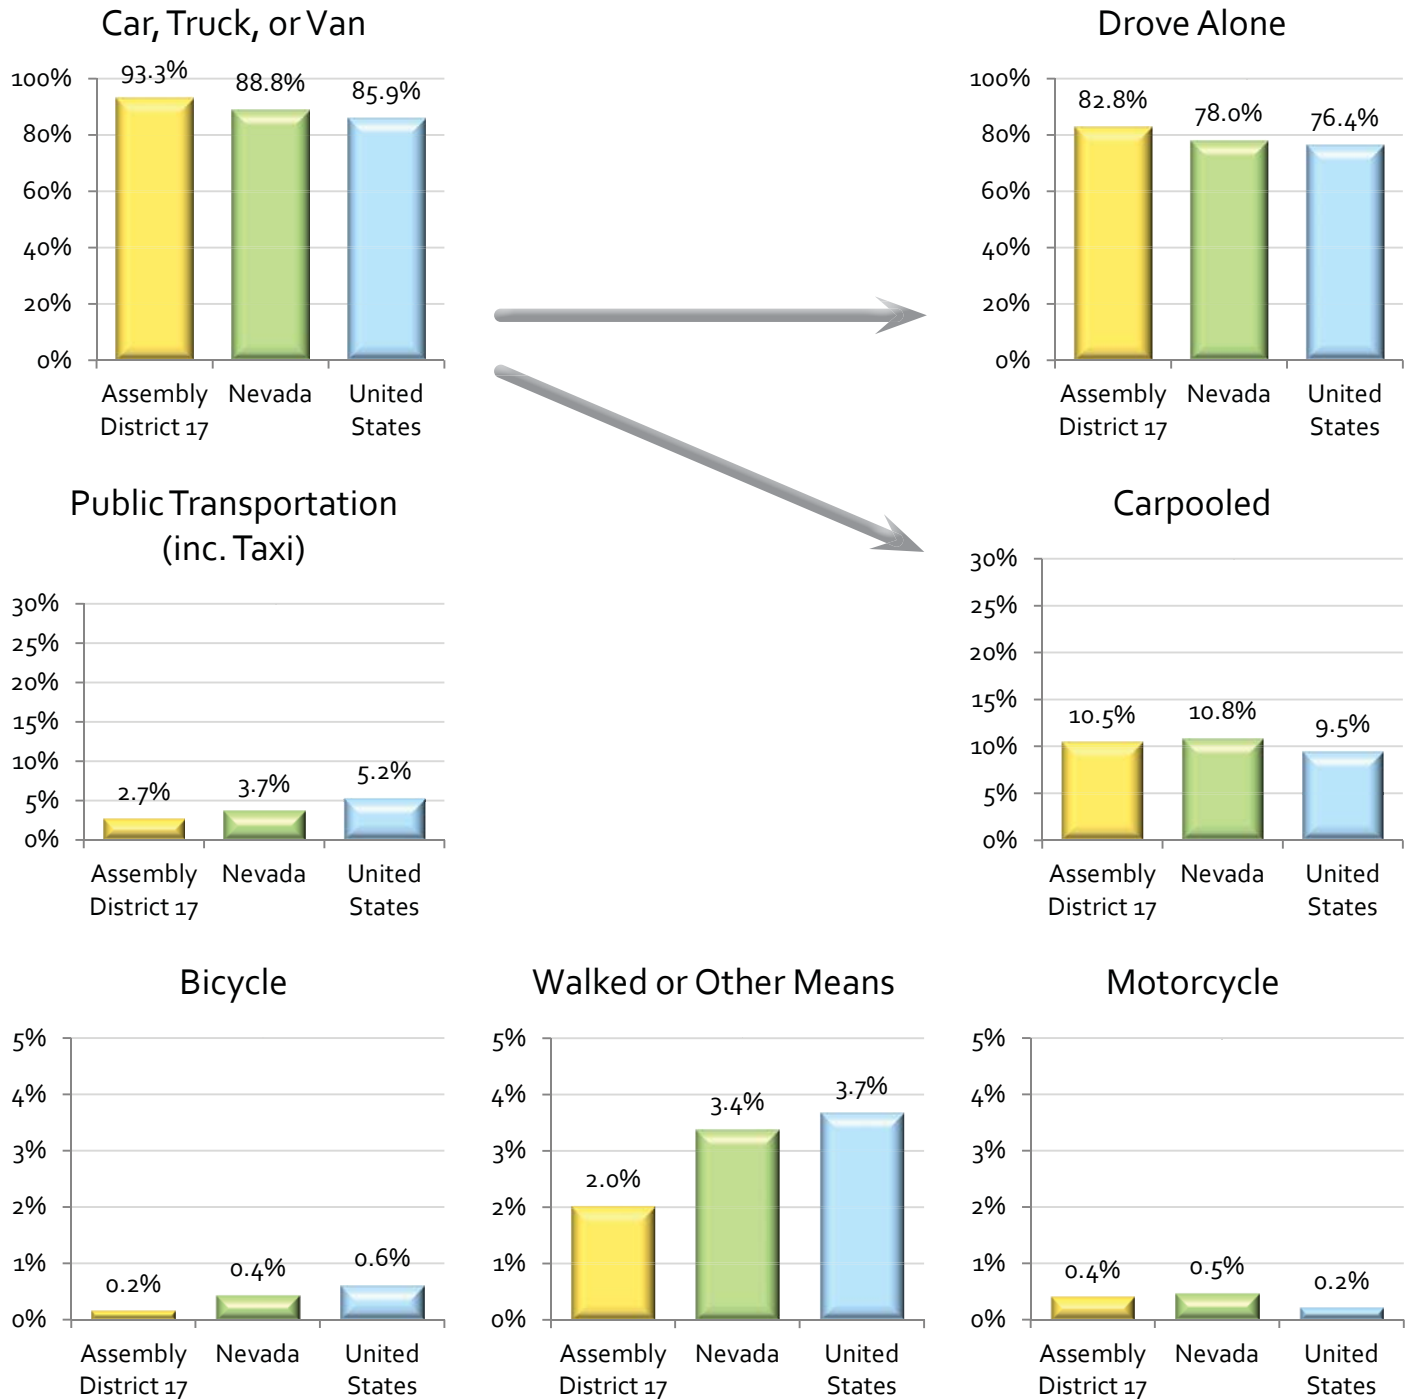 Car, Truck, or Van
100%
80%
60%
40%
20%
0%
93.3%
88.8%
85.9%
Assembly
District 17
Nevada
United
States
Drove Alone
100%
80%
60%
40%
20%
0%
82.8%
78.0%
76.4%
Assembly
District 17
Nevada
United
States
Public Transportation
(inc. Taxi)
30%
25%
20%
15%
10%
5%
0%
2.7%
3.7%
5.2%
Assembly
District 17
Nevada
United
States
Carpooled
30%
25%
20%
15%
10%
5%
0%
10.5%
10.8%
9.5%
Assembly
District 17
Nevada
United
States
Bicycle
5%
4%
3%
2%
1%
0%
0.2%
0.4%
0.6%
Assembly
District 17
Nevada
United
States
Walked or Other Means
5%
4%
3%
2%
1%
0%
2.0%
3.4%
3.7%
Assembly
District 17
Nevada
United
States
Motorcycle
5%
4%
3%
2%
1%
0%
0.4%
0.5%
0.2%
Assembly
District 17
Nevada
United
States